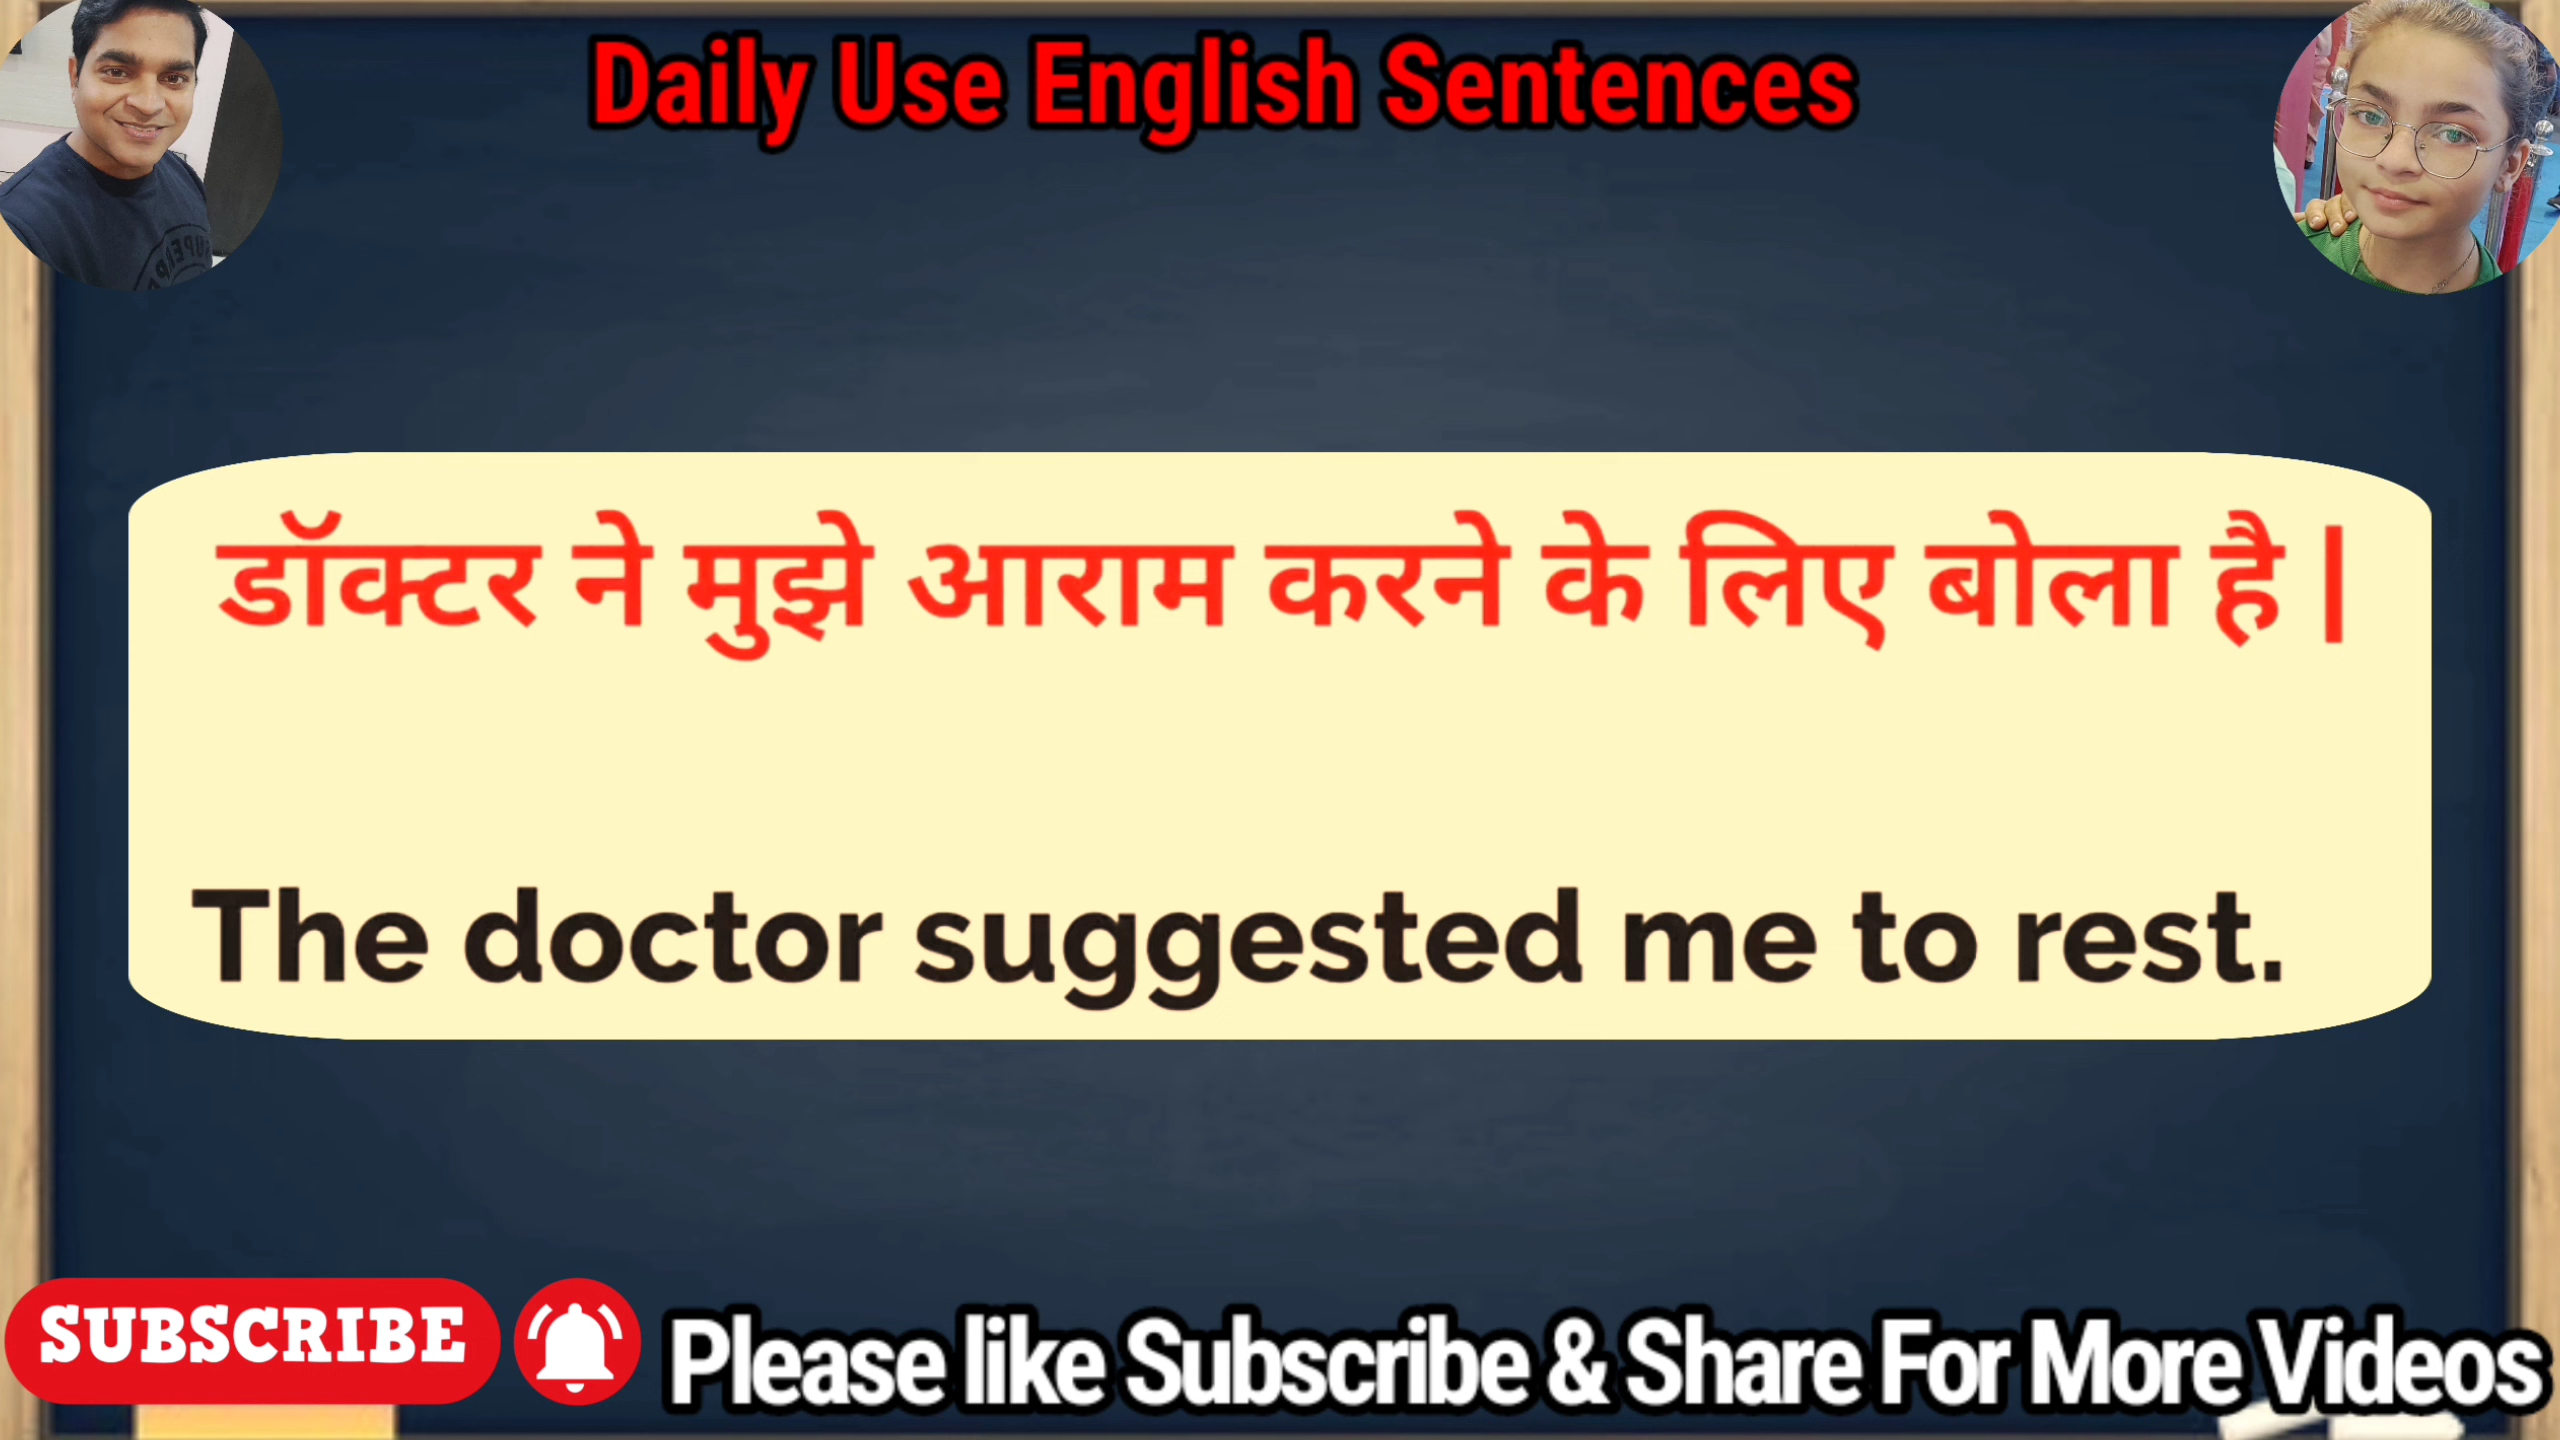 Daily Use English Sentences
डॉक्टर ने मुझे आराम करने के लिए बोला है |
The doctor suggested me to rest.
SUBSCRIBE
Please like Subscribe & Share For More Videos